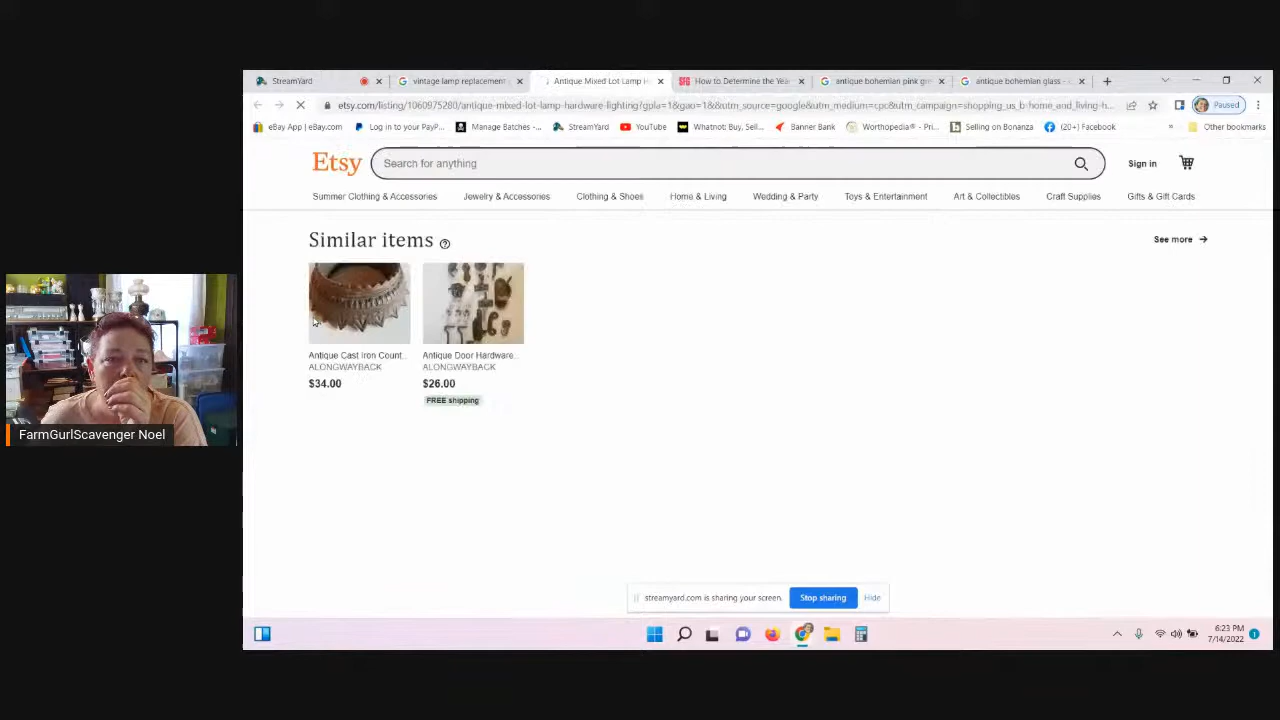 StreamYard
vintage lamp replacement
Antique Mixed Lot Lamp H
How to Determine the Yea
antique bohemian pink gr
antique bohemian glass -
etsy.com/listing/1060975280/antique-mixed-lot-lamp-hardware-lighting?gpla=1&gao=1&&utm_source=google&utm_medium=cpc&utm_campaign=shopping_us_b-home_and_living-h...
Paused
eBay App | eBay.com
Log in to your PayP...
Manage Batches -...
StreamYard
YouTube
Whatnot: Buy, Sell...
Banner Bank
Worthopedia® - Pri...
Selling on Bonanza
(20+) Facebook
»
Other bookmarks
Etsy
Search for anything
Sign in
Summer Clothing & Accessories
Jewelry & Accessories
Clothing & Shoes
Home & Living
Wedding & Party
Toys & Entertainment
Art & Collectibles
Craft Supplies
Gifts & Gift Cards
Similar items
See more
Antique Cast Iron Count...
ALONGWAYBACK
$34.00
Antique Door Hardware...
ALONGWAYBACK
$26.00
FREE shipping
FarmGurlScavenger Noel
streamyard.com is sharing your screen.
Stop sharing
Hide
6:23 PM
7/14/2022
1